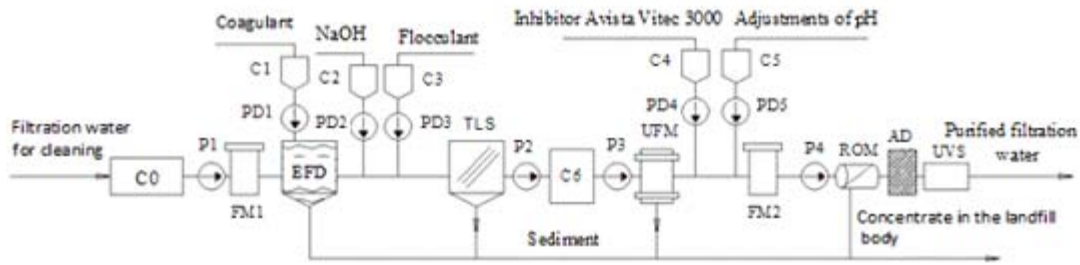 Inhibitor Avista Vitec 3000
Adjustments of pH
Coagulant
NaOH
Flocculant
C1
C2
C3
C4
C5
PD1
PD2
PD3
TLS
PD4
UFM
PD5
Filtration water
for cleaning
P1
P2
P3
P4
ROM
AD
UVS
Purified filtration
water
C0
EFD
C6
FM1
FM2
Sediment
Concentrate in the landfill
body